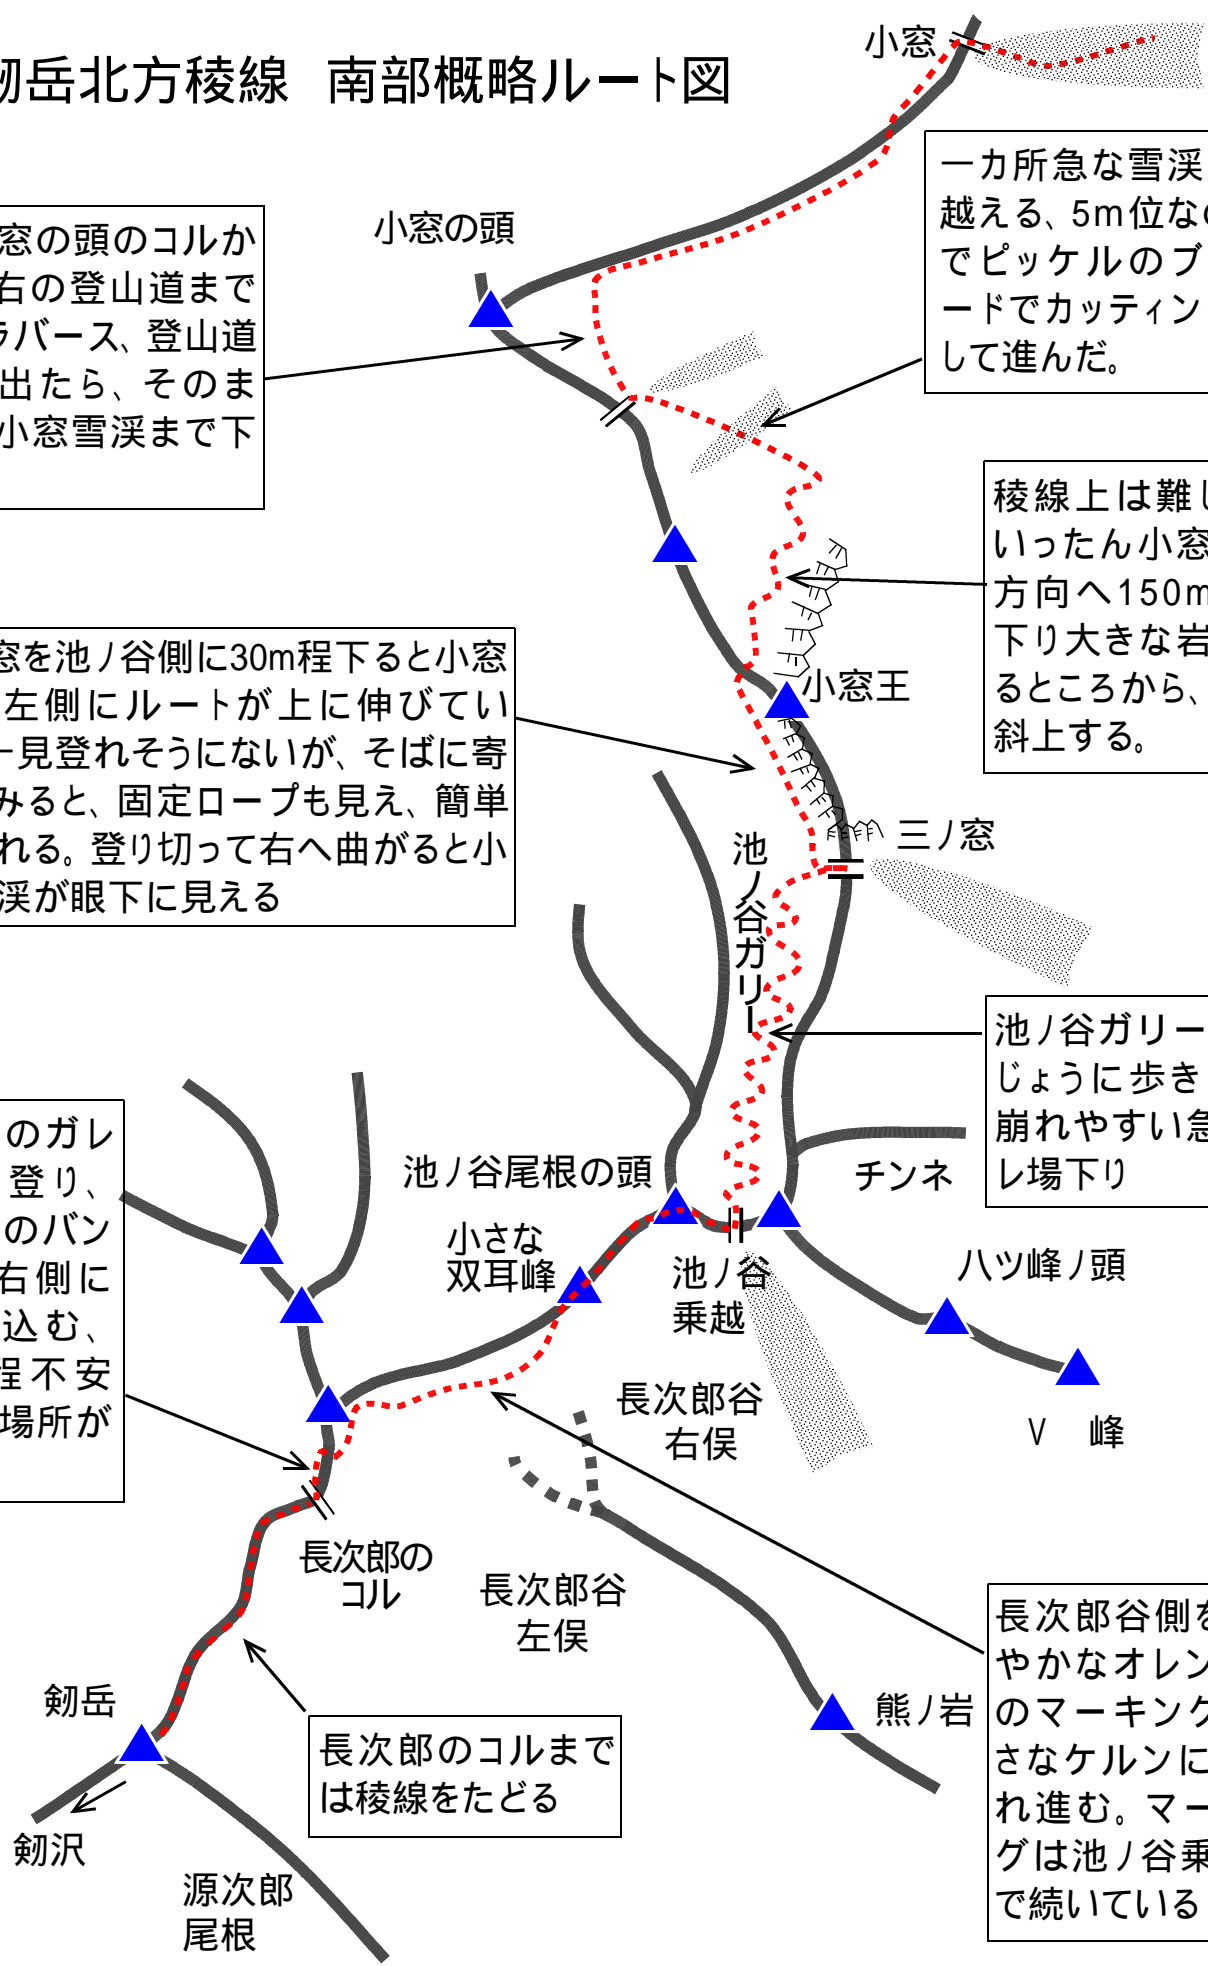 剱岳北方稜線　南部概略ルート図
小窓
一カ所急な雪渓
越える、5m位なの
でピッケルのブ
ードでカッティン
して進んだ。
小窓の頭
窓の頭のコルか
右の登山道まで
ラバース、登山道
出たら、そのま
小窓雪渓まで下
稜線上は難し
いったん小窓
方向へ150m
下り大きな岩
るところから、
斜上する。
窓を池ノ谷側に30m程下ると小窓
左側にルートが上に伸びてい
一見登れそうにないが、そばに寄
みると、固定ロープも見え、簡単
れる。登り切って右へ曲がると小
渓が眼下に見える
小窓王
三ノ窓
池ノ谷ガリー
池ノ谷ガリー
じょうに歩き
崩れやすい急
レ場下り
のガレ
登り、
のバン
右側に
込む、
程不安
場所が
池ノ谷尾根の頭
チンネ
小さな
双耳峰
池ノ谷
乗越
八ツ峰ノ頭
長次郎谷
右俣
V　峰
長次郎の
コル
長次郎谷
左俣
長次郎谷側を
やかなオレン
のマーキング
さなケルンに
れ進む。マー
グは池ノ谷乗
で続いている
剱岳
熊ノ岩
長次郎のコルまで
は稜線をたどる
剱沢
源次郎
尾根